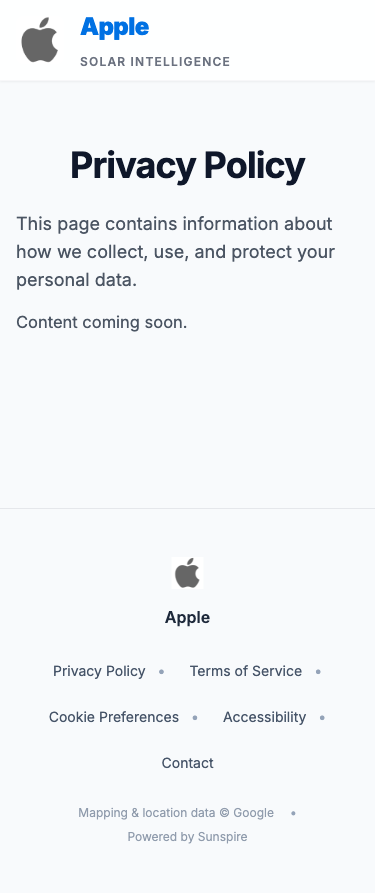 Apple
SOLAR INTELLIGENCE
Privacy Policy
This page contains information about
how we collect, use, and protect your
personal data.
Content coming soon.
Apple
Privacy Policy • Terms of Service •
Cookie Preferences • Accessibility •
Contact
Mapping & location data © Google •
Powered by Sunspire